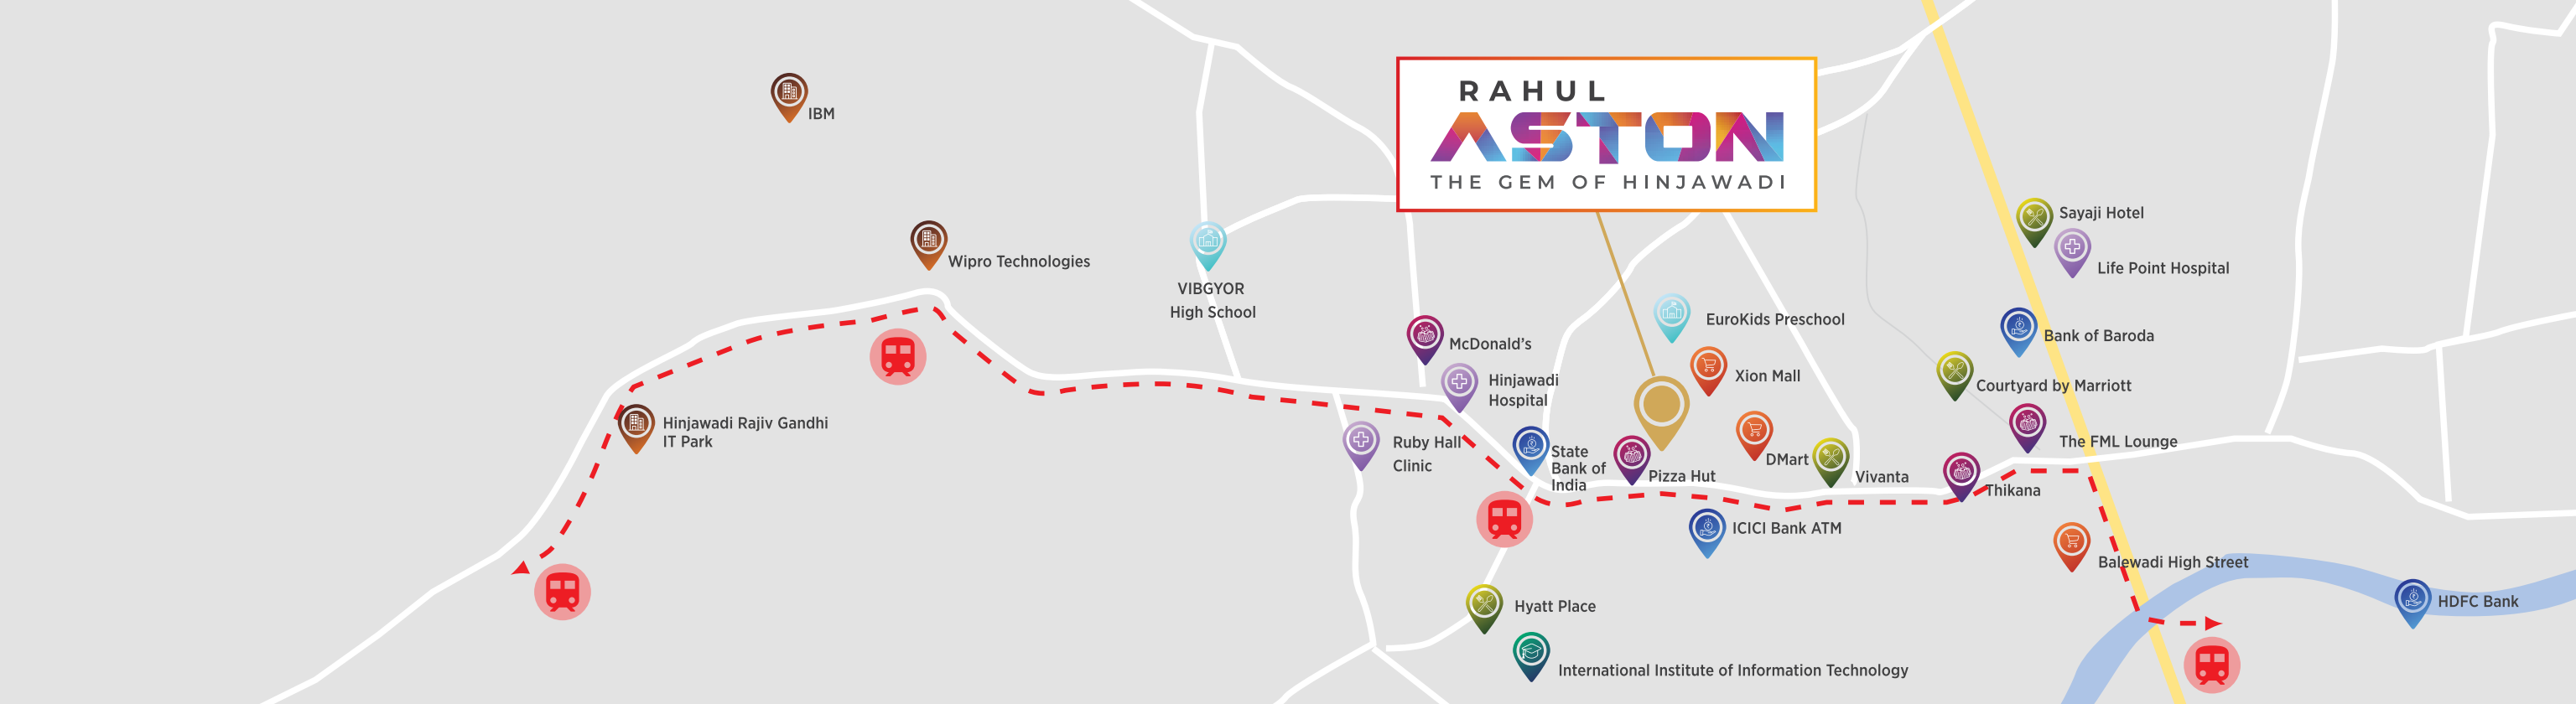 RAHUL
ASTON
THE GEM OF HINJAWADI
IBM
Wipro Technologies
VIBGYOR
High School
Hinjawadi Rajiv Gandhi
IT Park
McDonald's
Hinjawadi
Hospital
Ruby Hall
Clinic
State
Bank of
India
EuroKids Preschool
Xion Mall
DMart
Pizza Hut
Vivanta
ICICI Bank ATM
Hyatt Place
International Institute of Information Technology
Sayaji Hotel
Life Point Hospital
Bank of Baroda
Courtyard by Marriott
The FML Lounge
Thikana
Balewadi High Street
HDFC Bank